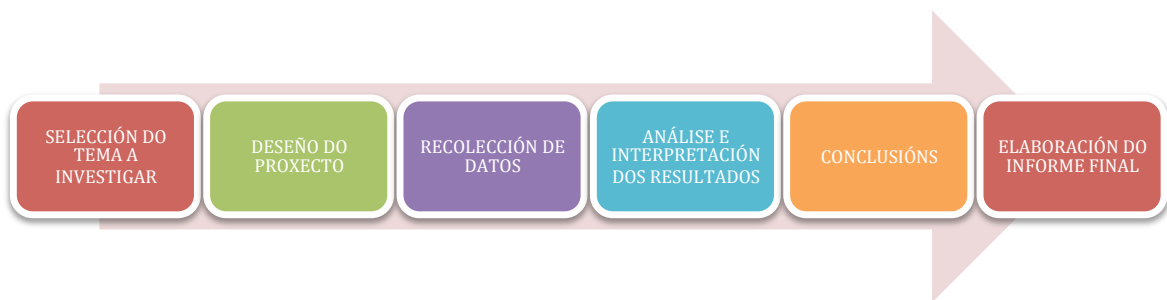 SELECCIÓN DO
TEMA A
INVESTIGAR
DESEÑO DO
PROXECTO
RECOLECCIÓN DE
DATOS
ANÁLISE E
INTERPRETACIÓN
DOS RESULTADOS
CONCLUSIÓNS
ELABORACIÓN DO
INFORME FINAL